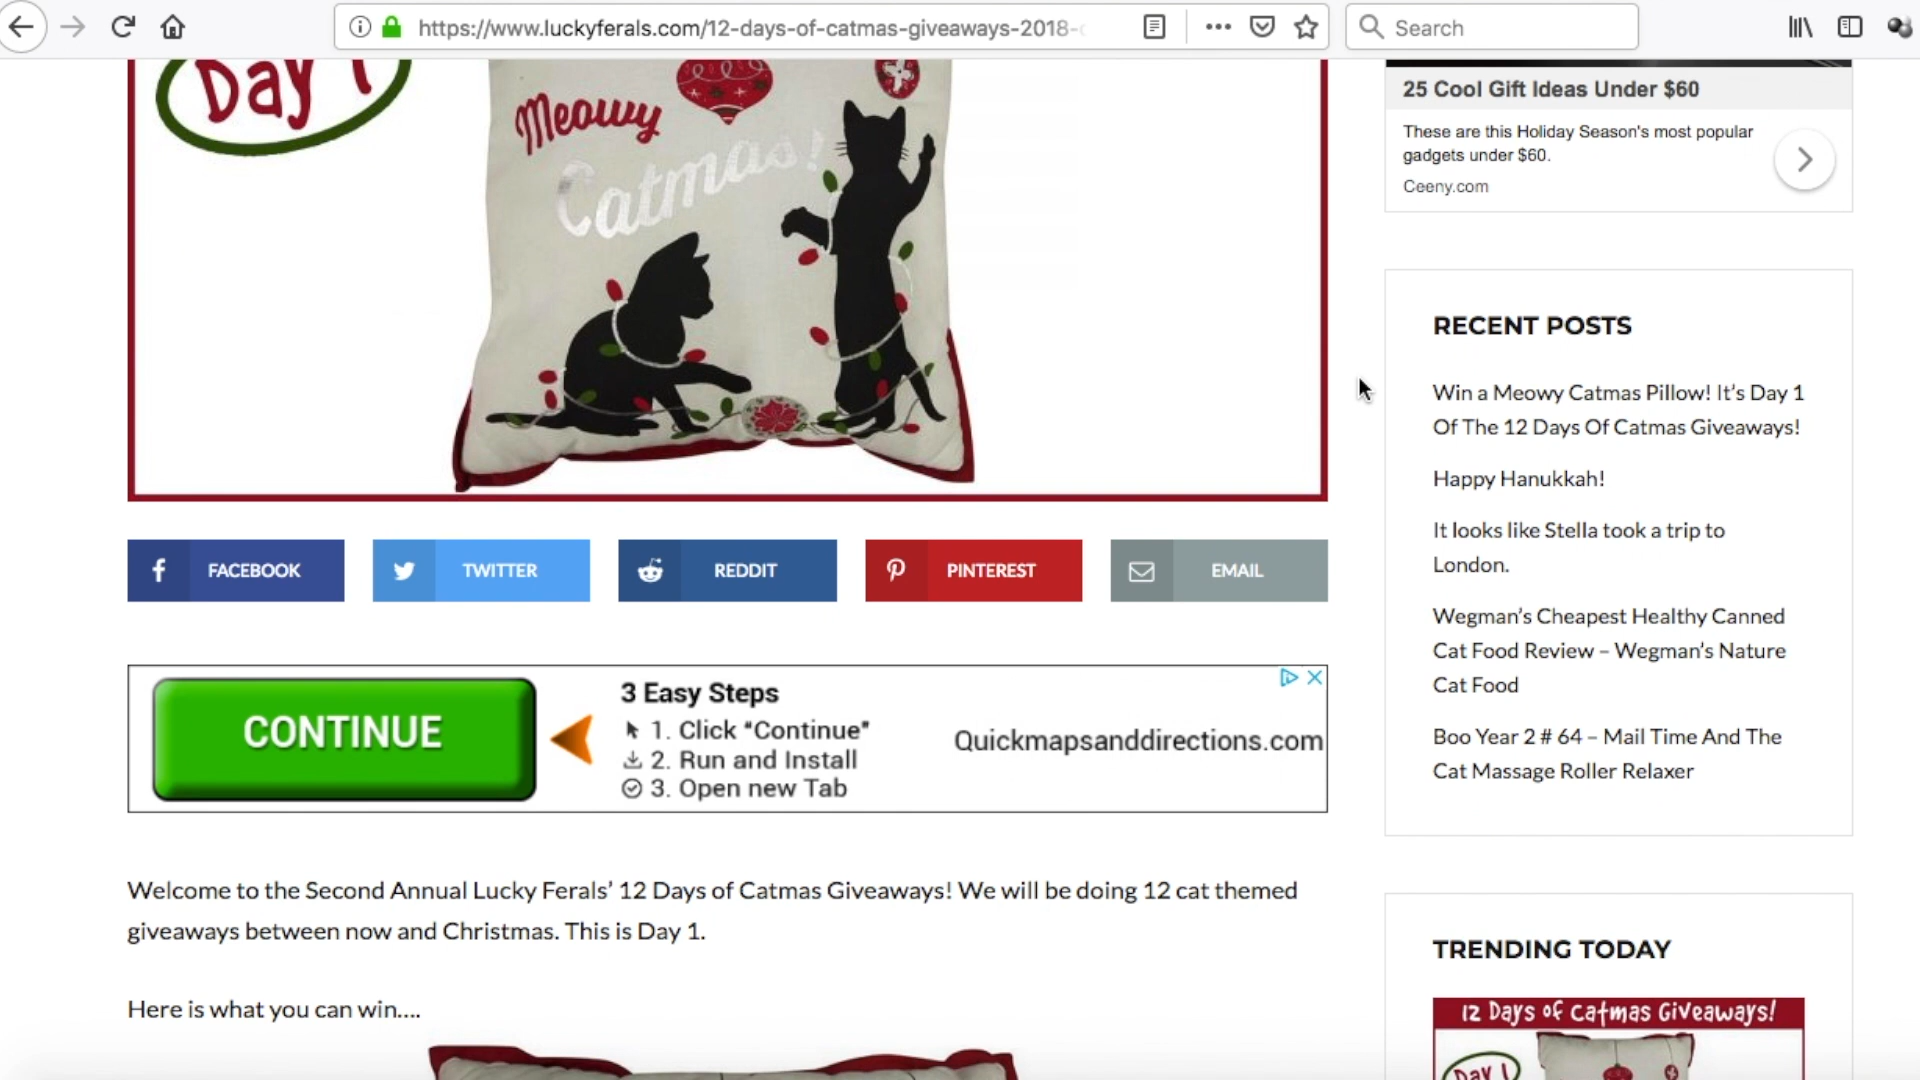 https://www.luckyferals.com/12-days-of-catmas-giveaways-2018-
Search
Day 1
Meowy
Catmas!
FACEBOOK
TWITTER
REDDIT
PINTEREST
EMAIL
CONTINUE
3 Easy Steps
1. Click "Continue"
2. Run and Install
3. Open new Tab
Quickmapsanddirections.com
Welcome to the Second Annual Lucky Ferals’ 12 Days of Catmas Giveaways! We will be doing 12 cat themed
giveaways between now and Christmas. This is Day 1.
Here is what you can win....
25 Cool Gift Ideas Under $60
These are this Holiday Season's most popular
gadgets under $60.
Ceeny.com
RECENT POSTS
Win a Meowy Catmas Pillow! It’s Day 1
Of The 12 Days Of Catmas Giveaways!
Happy Hanukkah!
It looks like Stella took a trip to
London.
Wegman’s Cheapest Healthy Canned
Cat Food Review – Wegman’s Nature
Cat Food
Boo Year 2 # 64 – Mail Time And The
Cat Massage Roller Relaxer
TRENDING TODAY
12 Days of Catmas Giveaways!
Day 1